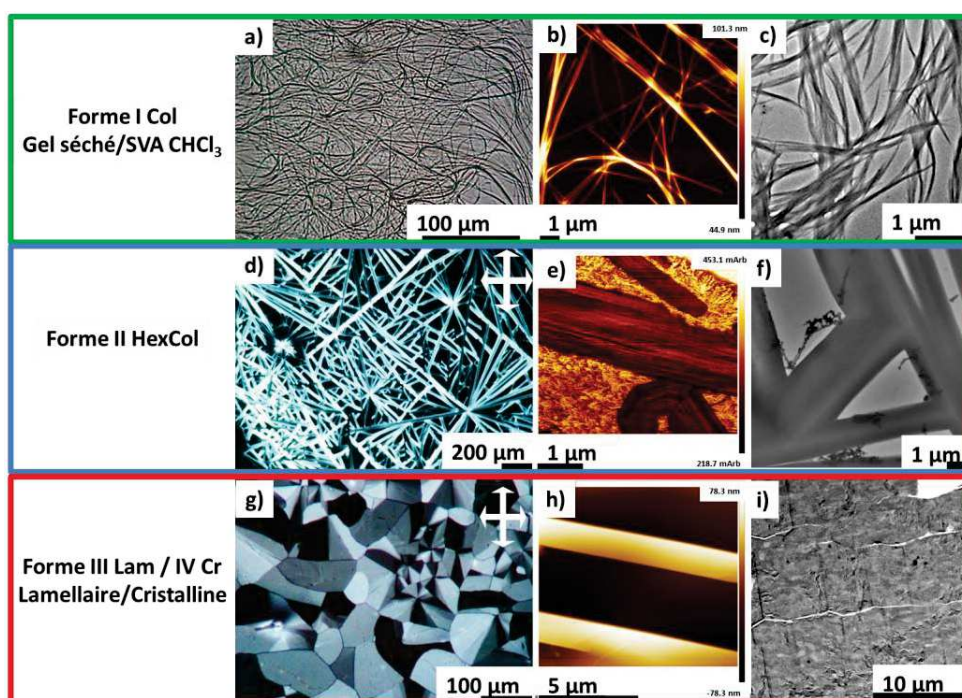 a)
b)
c)
101.3 nm
Forme I Col
Gel séché/SVA CHCl₃
100 µm
1 µm
44.9 nm
1 µm
d)
e)
f)
453.1 mArb
Forme II HexCol
200 µm
1 µm
218.7 mArb
1 µm
g)
h)
i)
78.3 nm
Forme III Lam / IV Cr
Lamellaire/Cristalline
100 µm
5 µm
-78.3 nm
10 µm